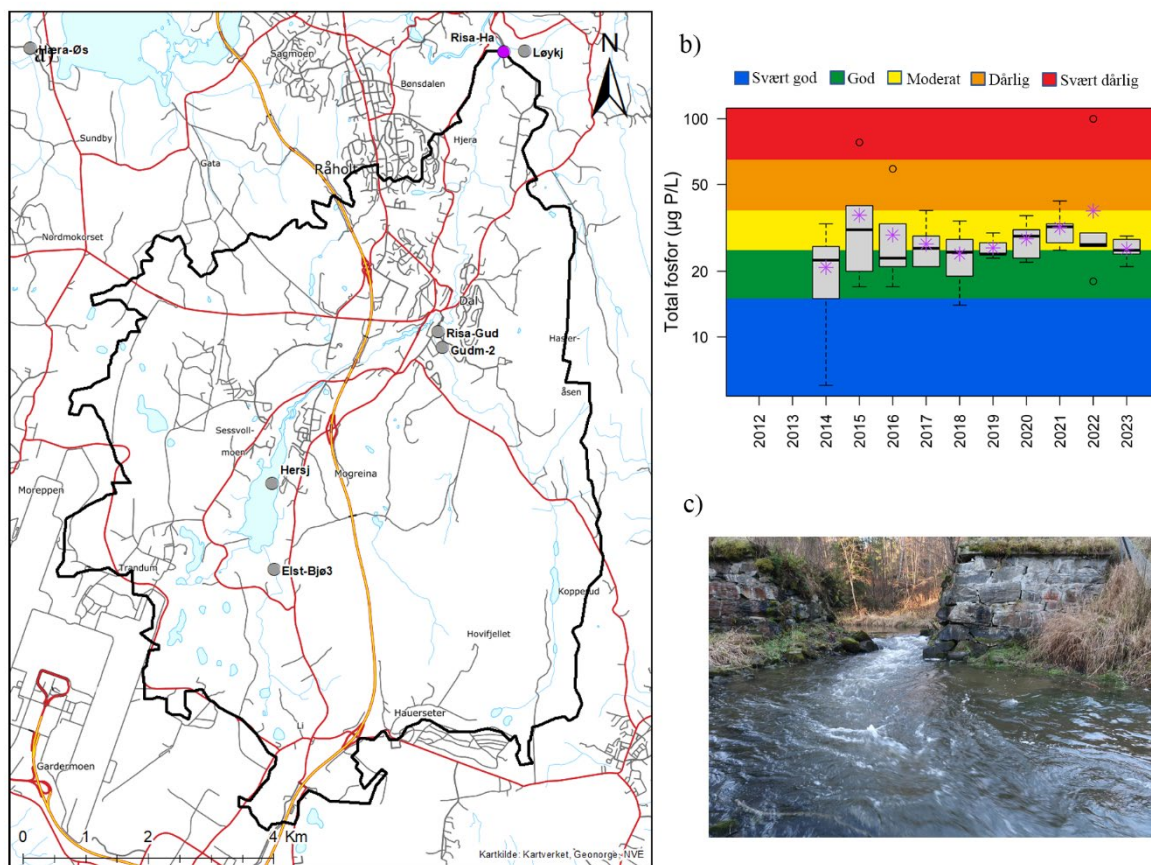 Hæra-Øs
Risa-Ha
Løykj
N
Sagmoen
Bønsdalen
Sundby
Gata
Hjera
Råholt
Nordmokorset
Dal
Risa-Gud
Gudm-2
Hasler-
åsen
Sessvoll-
moen
Hersj
Mogreina
Moreppen
Trandum
Elst-Bjø3
Kopperud
Hovifjellet
Li
Hauerseter
Gardermoen
0 1 2 4 Km
Kartkilde: Kartverket, Geonorge, NVE
b)
Svært god God Moderat Dårlig Svært dårlig
Total fosfor (µg P/L)
100
50
20
10
2012 2013 2014 2015 2016 2017 2018 2019 2020 2021 2022 2023
c)